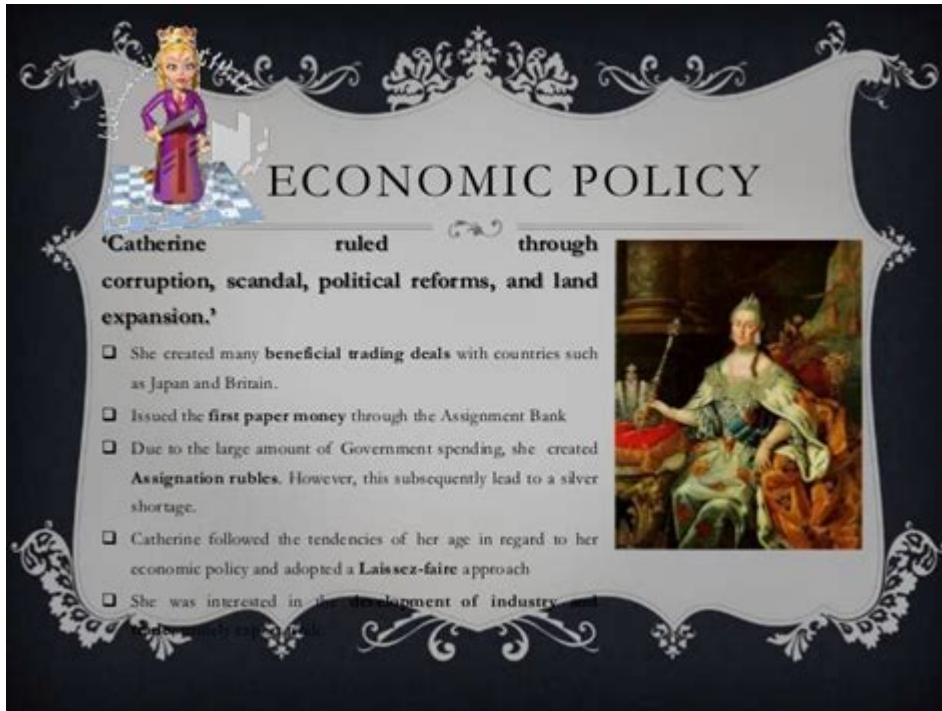 ECONOMIC POLICY
‘Catherine ruled through
corruption, scandal, political reforms, and land
expansion.’
❑ She created many beneficial trading deals with countries such
as Japan and Britain.
❑ Issued the first paper money through the Assignment Bank
❑ Due to the large amount of Government spending, she created
Assignation rubles. However, this subsequently lead to a silver
shortage.
❑ Catherine followed the tendencies of her age in regard to her
economic policy and adopted a Laissez-faire approach
❑ She was interested in the development of industry and